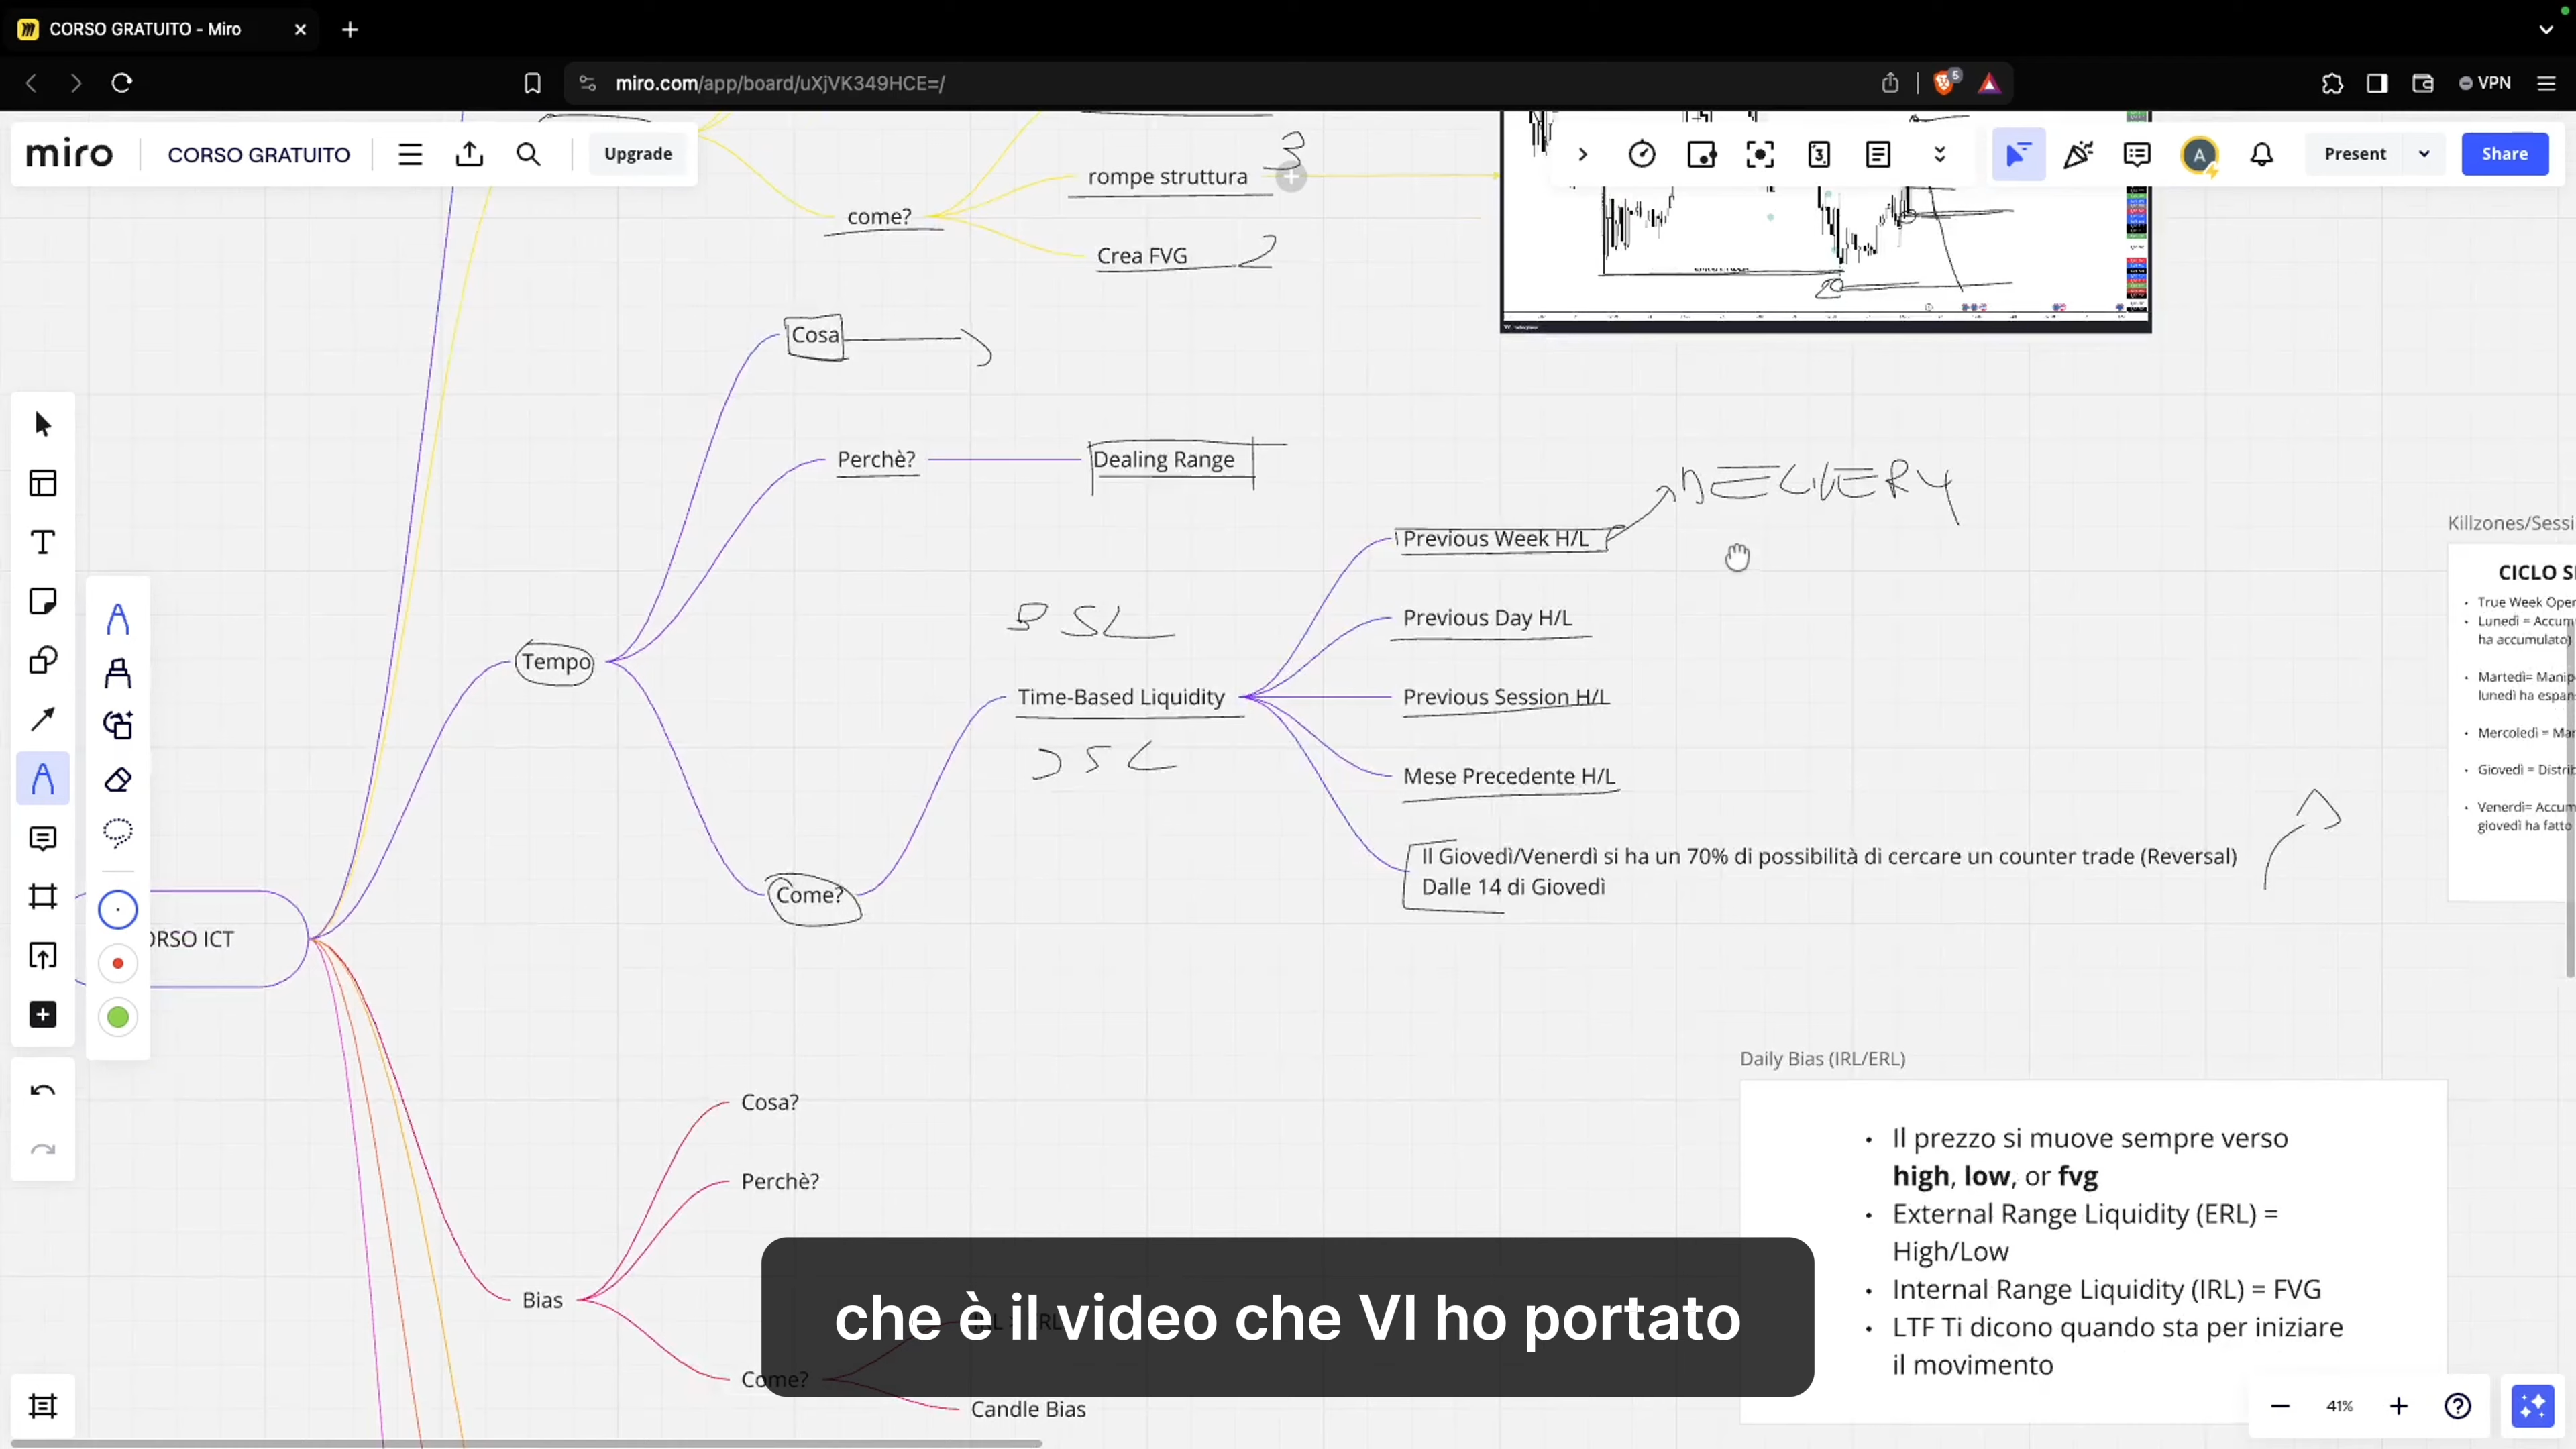 CORSO GRATUITO - Miro
miro.com/app/board/uXjVK349HCE=/
5
VPN
miro
CORSO GRATUITO
Upgrade
A
Present
Share
3
rompe struttura
come?
Crea FVG
2
Cosa
Perchè?
Dealing Range
DELIVERY
Previous Week H/L
BSL
Previous Day H/L
Tempo
Time-Based Liquidity
Previous Session H/L
SSL
Mese Precedente H/L
Il Giovedì/Venerdì si ha un 70% di possibilità di cercare un counter trade (Reversal)
Dalle 14 di Giovedì
Come?
ORSO ICT
Killzones/Sessi
CICLO S
True Week Oper
Lunedì = Accum
ha accumulato)
Martedì= Manip
lunedì ha espan
Mercoledì = Mar
Giovedì = Distrib
Venerdì= Accum
giovedì ha fatto
Cosa?
Perchè?
Bias
Come?
Candle Bias
Daily Bias (IRL/ERL)
Il prezzo si muove sempre verso
high, low, or fvg
External Range Liquidity (ERL) =
High/Low
Internal Range Liquidity (IRL) = FVG
LTF Ti dicono quando sta per iniziare
il movimento
che è il video che VI ho portato
41%